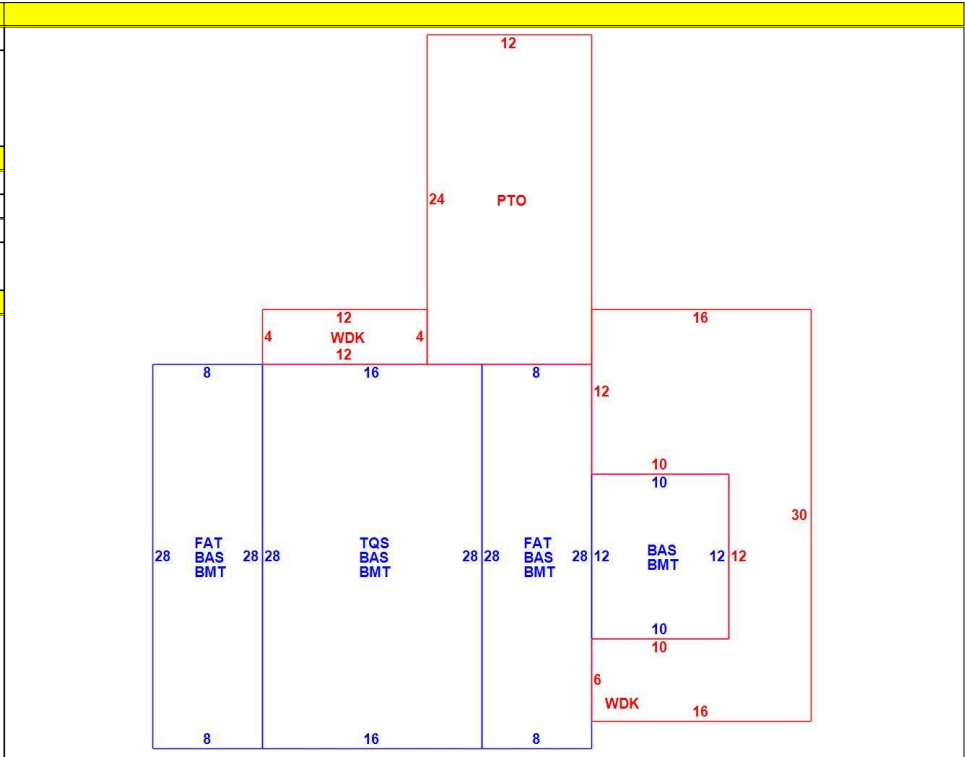 12
24 PTO
12 16
4 WDK 4
12
8 16 8
12
10
10
30
FAT TQS FAT BAS
28 BAS 28 28 BAS 28 28 BAS 28 12 BMT 12 12
BMT BMT BMT
10
10
6
WDK
16
8 16 8